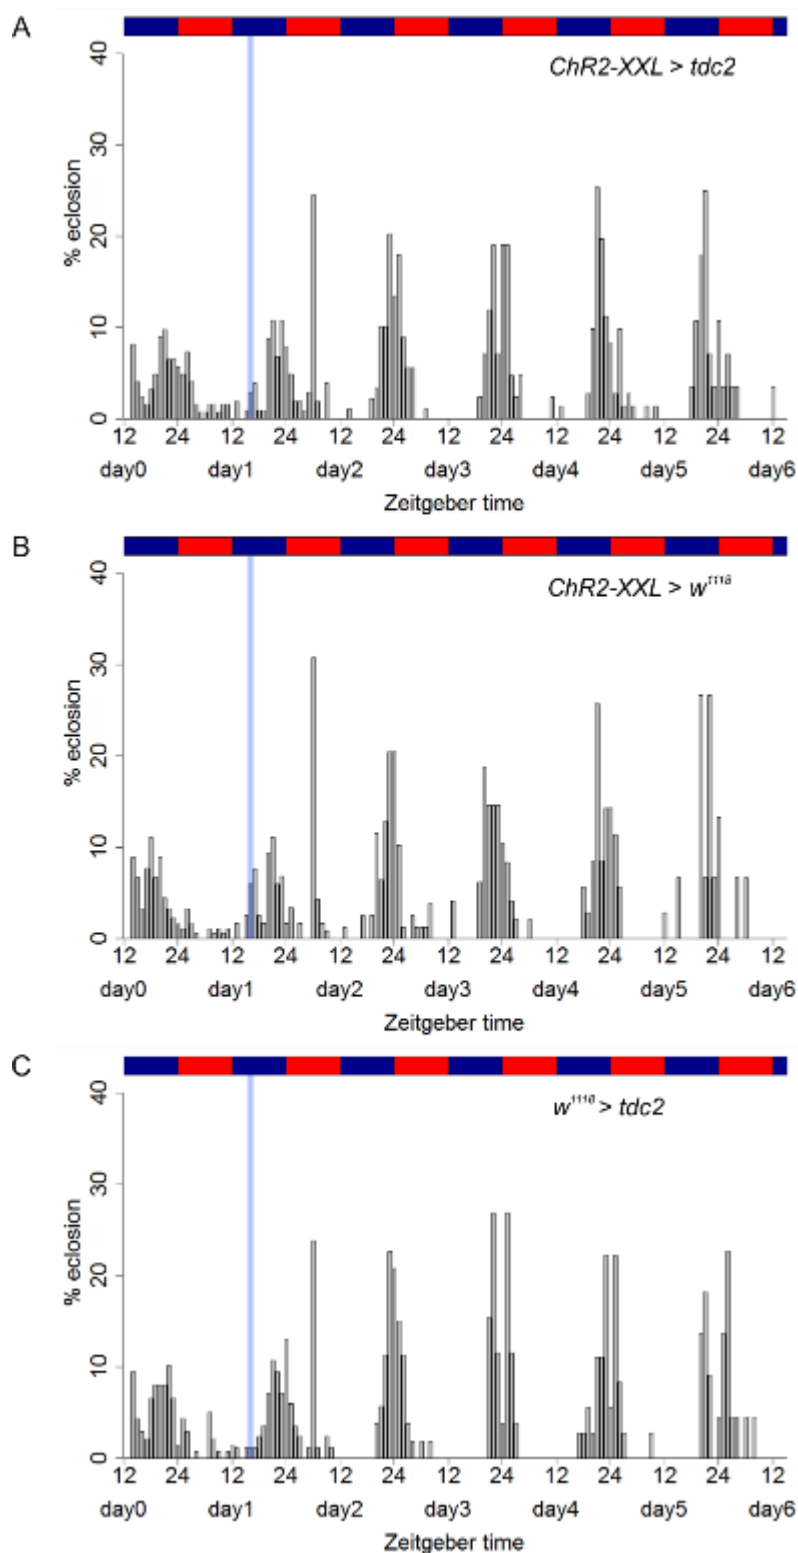 A
ChR2-XXL > tdc2
% eclosion
40
30
20
10
0
12 24 12 24 12 24 12 24 12 24 12 24 12
day0 day1 day2 day3 day4 day5 day6
Zeitgeber time
B
ChR2-XXL > w¹¹¹⁸
% eclosion
40
30
20
10
0
12 24 12 24 12 24 12 24 12 24 12 24 12
day0 day1 day2 day3 day4 day5 day6
Zeitgeber time
C
w¹¹¹⁸ > tdc2
% eclosion
40
30
20
10
0
12 24 12 24 12 24 12 24 12 24 12 24 12
day0 day1 day2 day3 day4 day5 day6
Zeitgeber time